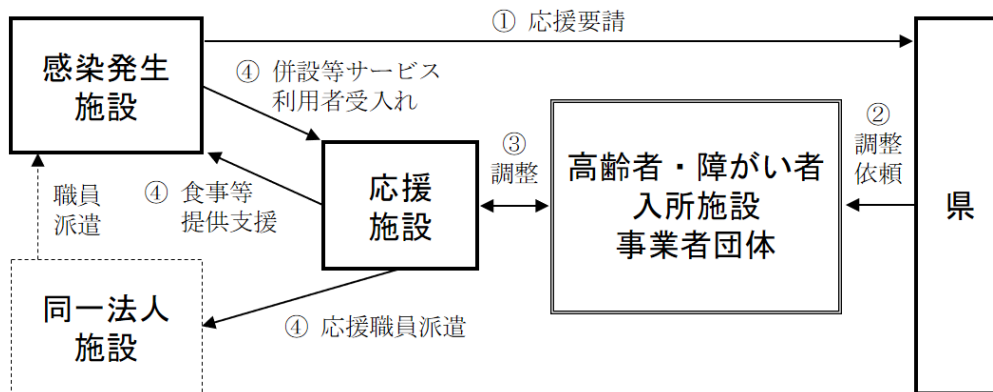 ① 応援要請
感染発生
施設
④ 併設等サービス
利用者受入れ
高齢者・障がい者
入所施設
事業者団体
②
調整
依頼
③
調整
応援
施設
県
職員
派遣
④ 食事等
提供支援
同一法人
施設
④ 応援職員派遣